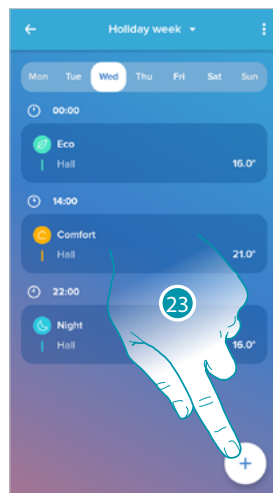 Holiday week
Mon Tue Wed Thu Fri Sat Sun
00:00
Eco
Hall 16.0°
14:00
Comfort
Hall 21.0°
23
22:00
Night
Hall 16.0°
+